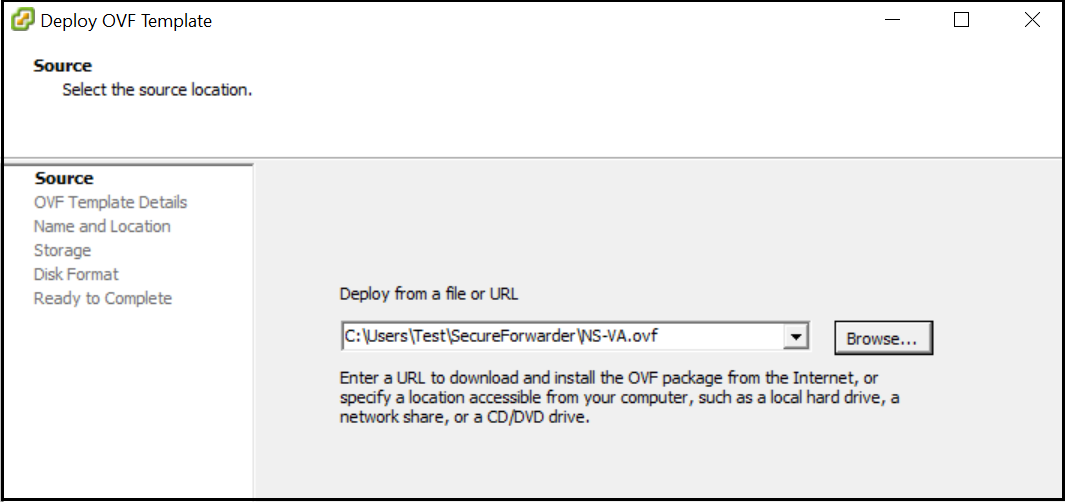 Deploy OVF Template
Source
Select the source location.
Source
OVF Template Details
Name and Location
Storage
Disk Format
Ready to Complete
Deploy from a file or URL
C:\Users\Test\SecureForwarder\NS-VA.ovf
Browse...
Enter a URL to download and install the OVF package from the Internet, or
specify a location accessible from your computer, such as a local hard drive, a
network share, or a CD/DVD drive.